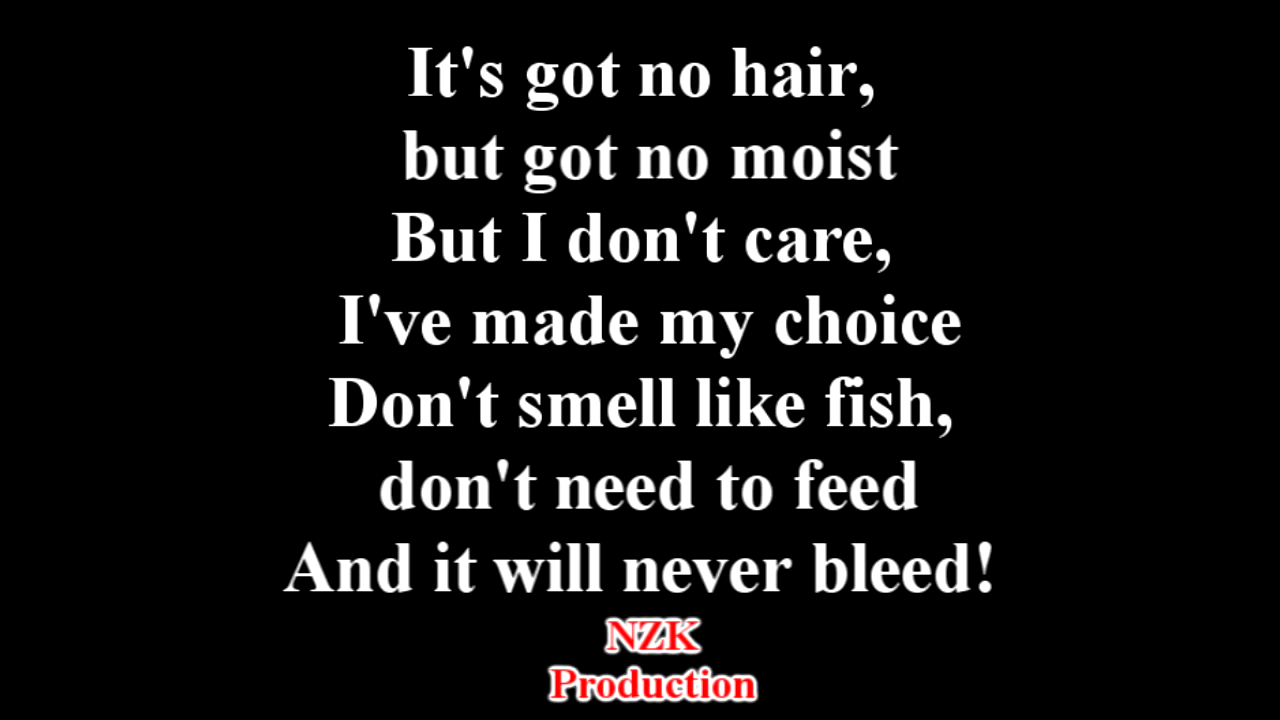 It's got no hair,
but got no moist
But I don't care,
I've made my choice
Don't smell like fish,
don't need to feed
And it will never bleed!
NZK
Production